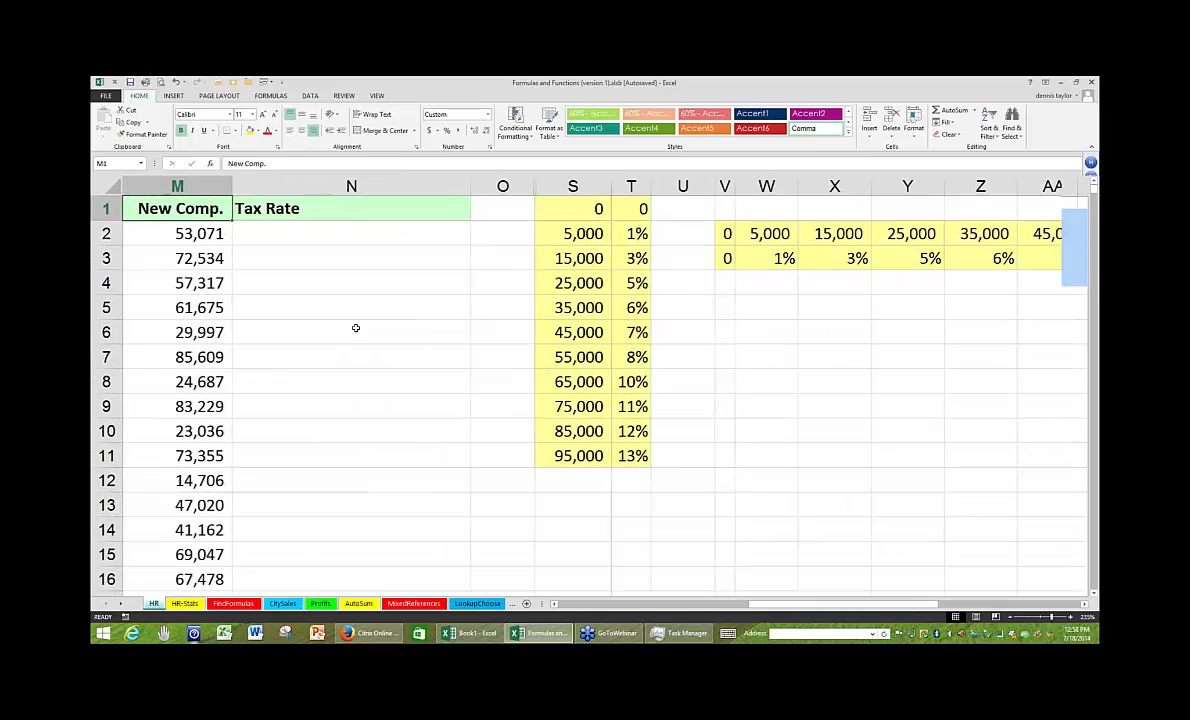 Formulas and Functions (version 1).xlsb [Autosaved] - Excel
FILE HOME INSERT PAGE LAYOUT FORMULAS DATA REVIEW VIEW dennis taylor
Cut
Copy
Format Painter
Paste
Clipboard
Calibri 11
B I U
Font
Wrap Text
Merge & Center
Alignment
Custom
$ % ,
Number
Conditional Formatting
Format as Table
60% - Acc... 60% - Acc... 60% - Acc... Accent1 Accent2
Accent3 Accent4 Accent5 Accent6 Comma
Styles
Insert Delete Format
Cells
AutoSum
Fill
Clear
Sort & Filter
Find & Select
Editing
M1 New Comp.
M N O S T U V W X Y Z AA
1 New Comp. Tax Rate 0 0
2 53,071 5,000 1% 0 5,000 15,000 25,000 35,000 45,0
3 72,534 15,000 3% 0 1% 3% 5% 6%
4 57,317 25,000 5%
5 61,675 35,000 6%
6 29,997 45,000 7%
7 85,609 55,000 8%
8 24,687 65,000 10%
9 83,229 75,000 11%
10 23,036 85,000 12%
11 73,355 95,000 13%
12 14,706
13 47,020
14 41,162
15 69,047
16 67,478
HR HR-Stats FindFormulas CitySales Profits AutoSum MixedReferences LookupChoose ...
READY 235%
Citrix Online ... Book1 - Excel Formulas an... GoToWebinar Task Manager Address 12:58 PM
7/18/2014